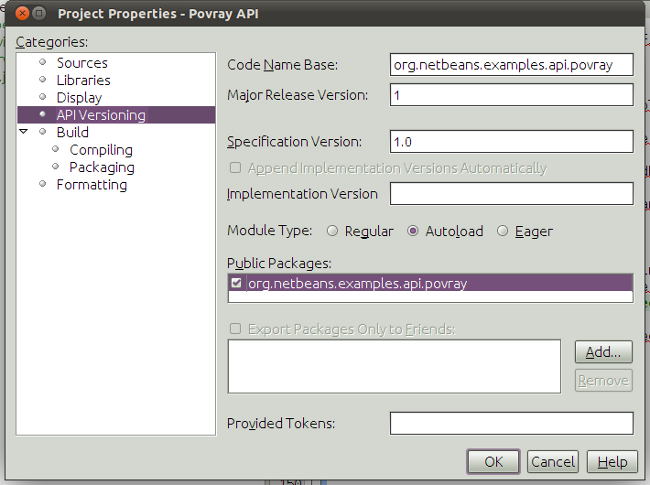 Project Properties - Povray API
Categories:
Sources
Libraries
Display
API Versioning
Build
Compiling
Packaging
Formatting
Code Name Base: org.netbeans.examples.api.povray
Major Release Version: 1
Specification Version: 1.0
Append Implementation Versions Automatically
Implementation Version
Module Type: Regular Autoload Eager
Public Packages:
org.netbeans.examples.api.povray
Export Packages Only to Friends:
Add...
Remove
Provided Tokens:
OK Cancel Help
150